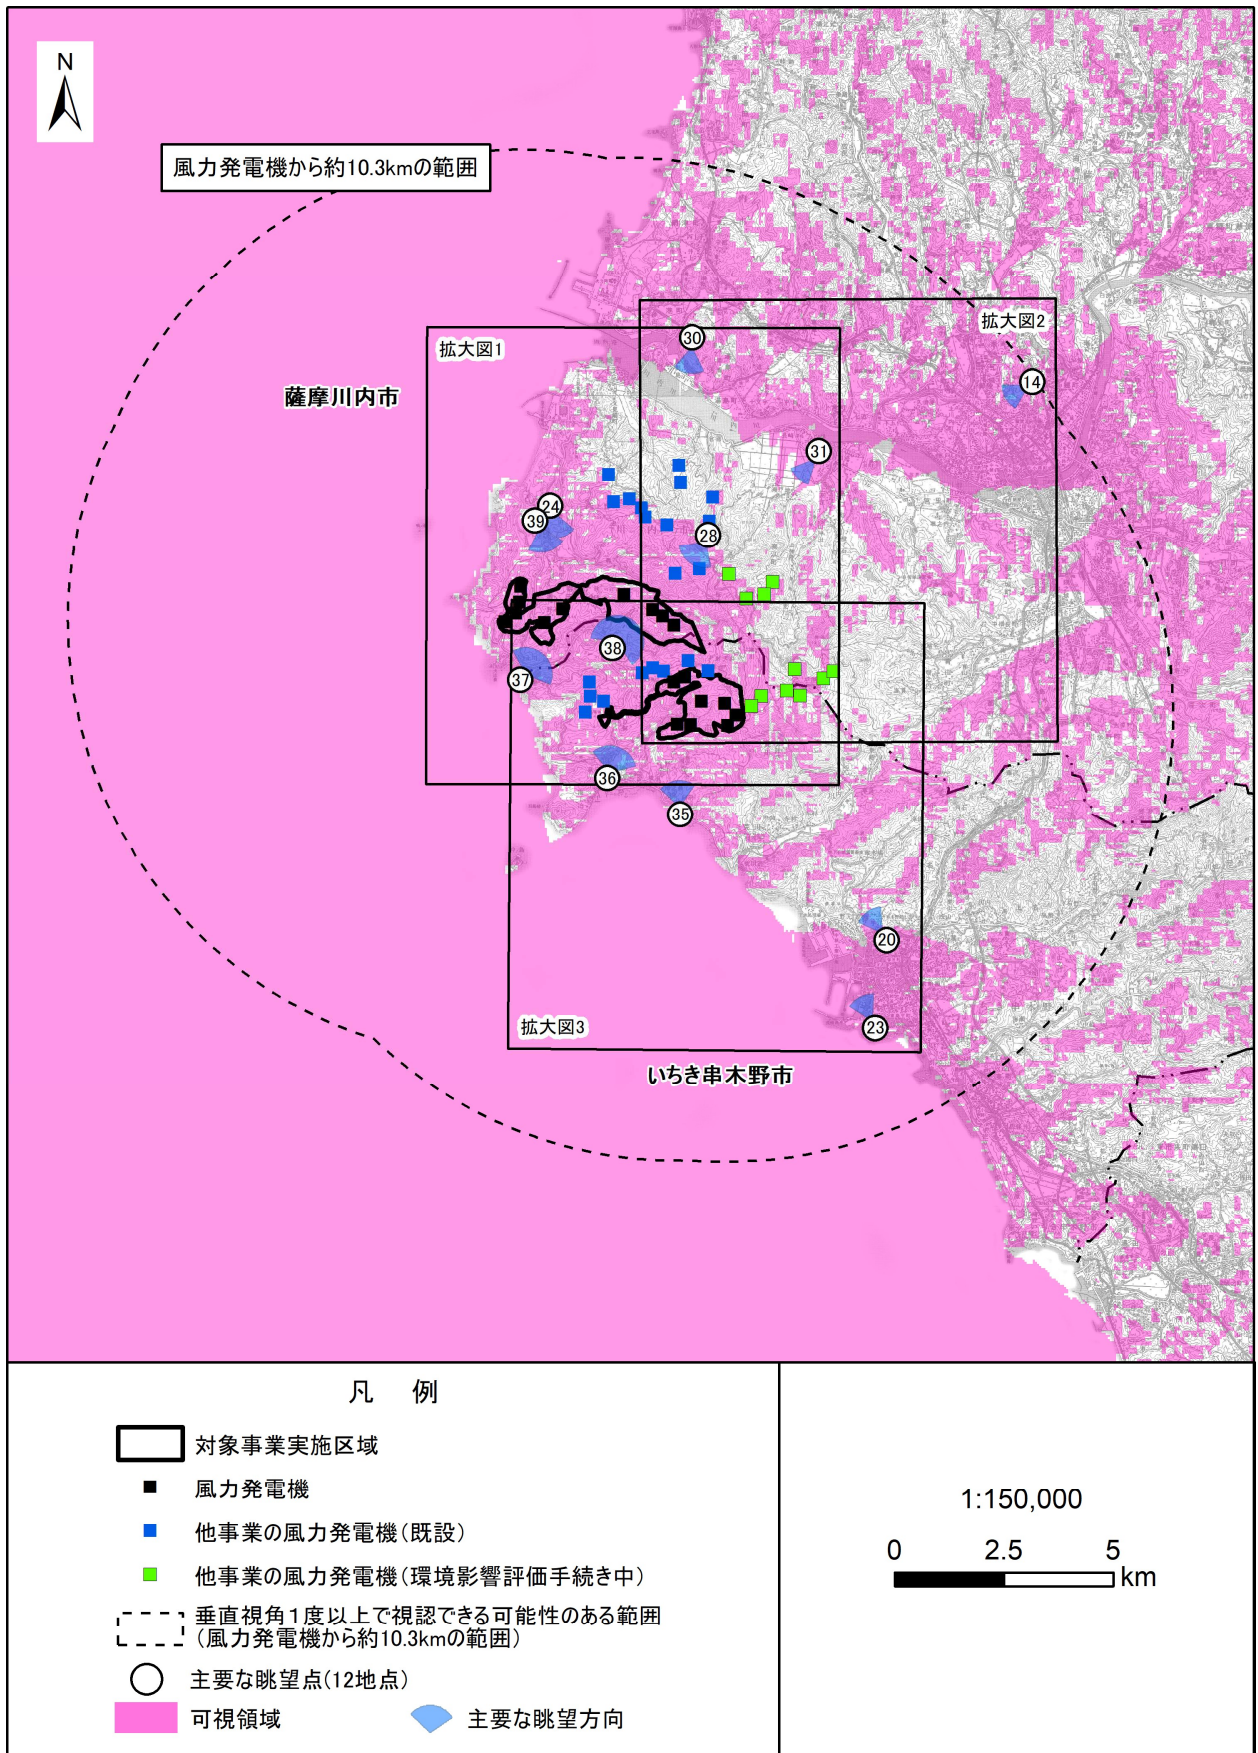 N
風力発電機から約10.3kmの範囲
拡大図1
拡大図2
薩摩川内市
30
14
31
24
39
28
38
37
36
35
20
23
拡大図3
いちき串木野市
凡 例
対象事業実施区域
風力発電機
他事業の風力発電機(既設)
他事業の風力発電機(環境影響評価手続き中)
垂直視角1度以上で視認できる可能性のある範囲
(風力発電機から約10.3kmの範囲)
主要な眺望点(12地点)
可視領域
主要な眺望方向
1:150,000
0 2.5 5
km